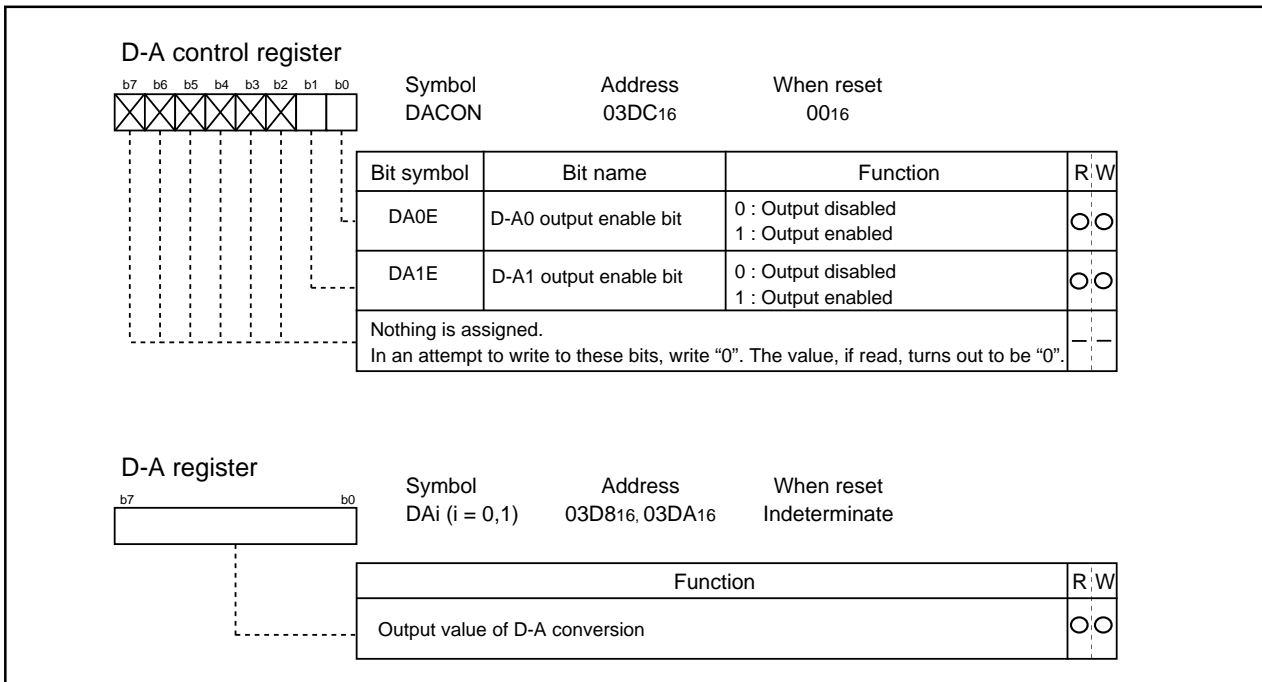 D-A control register
b7 b6 b5 b4 b3 b2 b1 b0
Symbol Address When reset
DACON 03DC16 0016
Bit symbol Bit name Function R W
DA0E D-A0 output enable bit 0 : Output disabled
1 : Output enabled
DA1E D-A1 output enable bit 0 : Output disabled
1 : Output enabled
Nothing is assigned.
In an attempt to write to these bits, write “0”. The value, if read, turns out to be “0”.
D-A register
b7 b0
Symbol Address When reset
DAi (i = 0,1) 03D816, 03DA16 Indeterminate
Function R W
Output value of D-A conversion